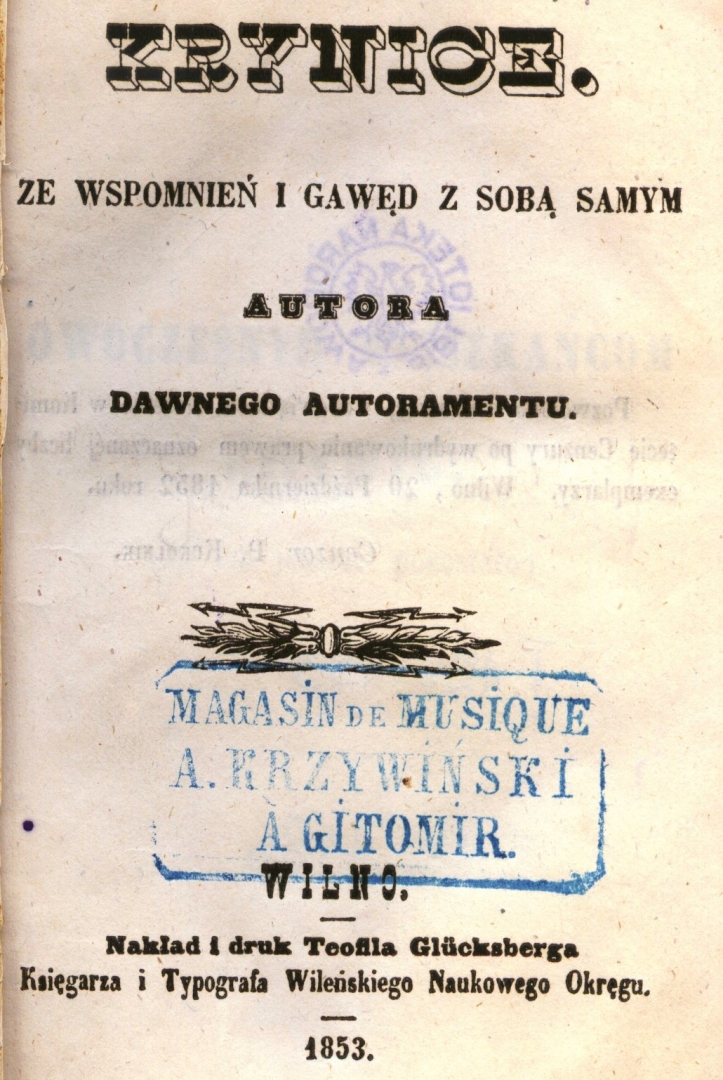 KRYNICE.
ZE WSPOMNIEŃ I GAWĘD Z SOBĄ SAMYM
AUTORA
DAWNEGO AUTORAMENTU.
MAGASIN DE MUSIQUE
A. KRZYWIŃSKI
À GITOMIR.
WILNO,
Nakład i druk Teofila Glücksberga
Księgarza i Typografa Wileńskiego Naukowego Okręgu.
1853.